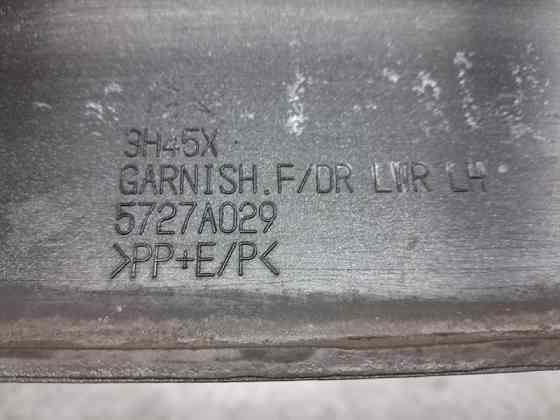 3H45X
GARNISH.F/DR LWR LH
5727A029
>PP+E/P<